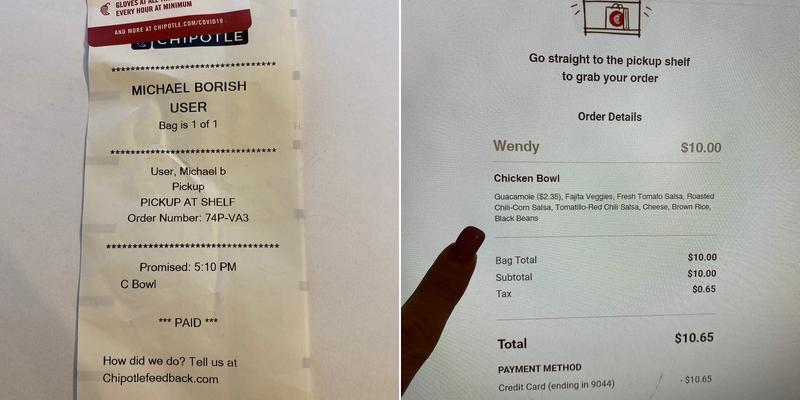 GLOVES AT ALL
EVERY HOUR AT MINIMUM
AND MORE AT CHIPOTLE.COM/COVID19
CHIPOTLE
*********************************
MICHAEL BORISH
USER
Bag is 1 of 1
*********************************
User, Michael b
Pickup
PICKUP AT SHELF
Order Number: 74P-VA3
*********************************
Promised: 5:10 PM
C Bowl
*** PAID ***
How did we do? Tell us at
Chipotlefeedback.com
Go straight to the pickup shelf
to grab your order
Order Details
Wendy $10.00
Chicken Bowl
Guacamole ($2.35), Fajita Veggies, Fresh Tomato Salsa, Roasted
Chili-Corn Salsa, Tomatillo-Red Chili Salsa, Cheese, Brown Rice,
Black Beans
Bag Total $10.00
Subtotal $10.00
Tax $0.65
Total $10.65
PAYMENT METHOD
Credit Card (ending in 9044) - $10.65